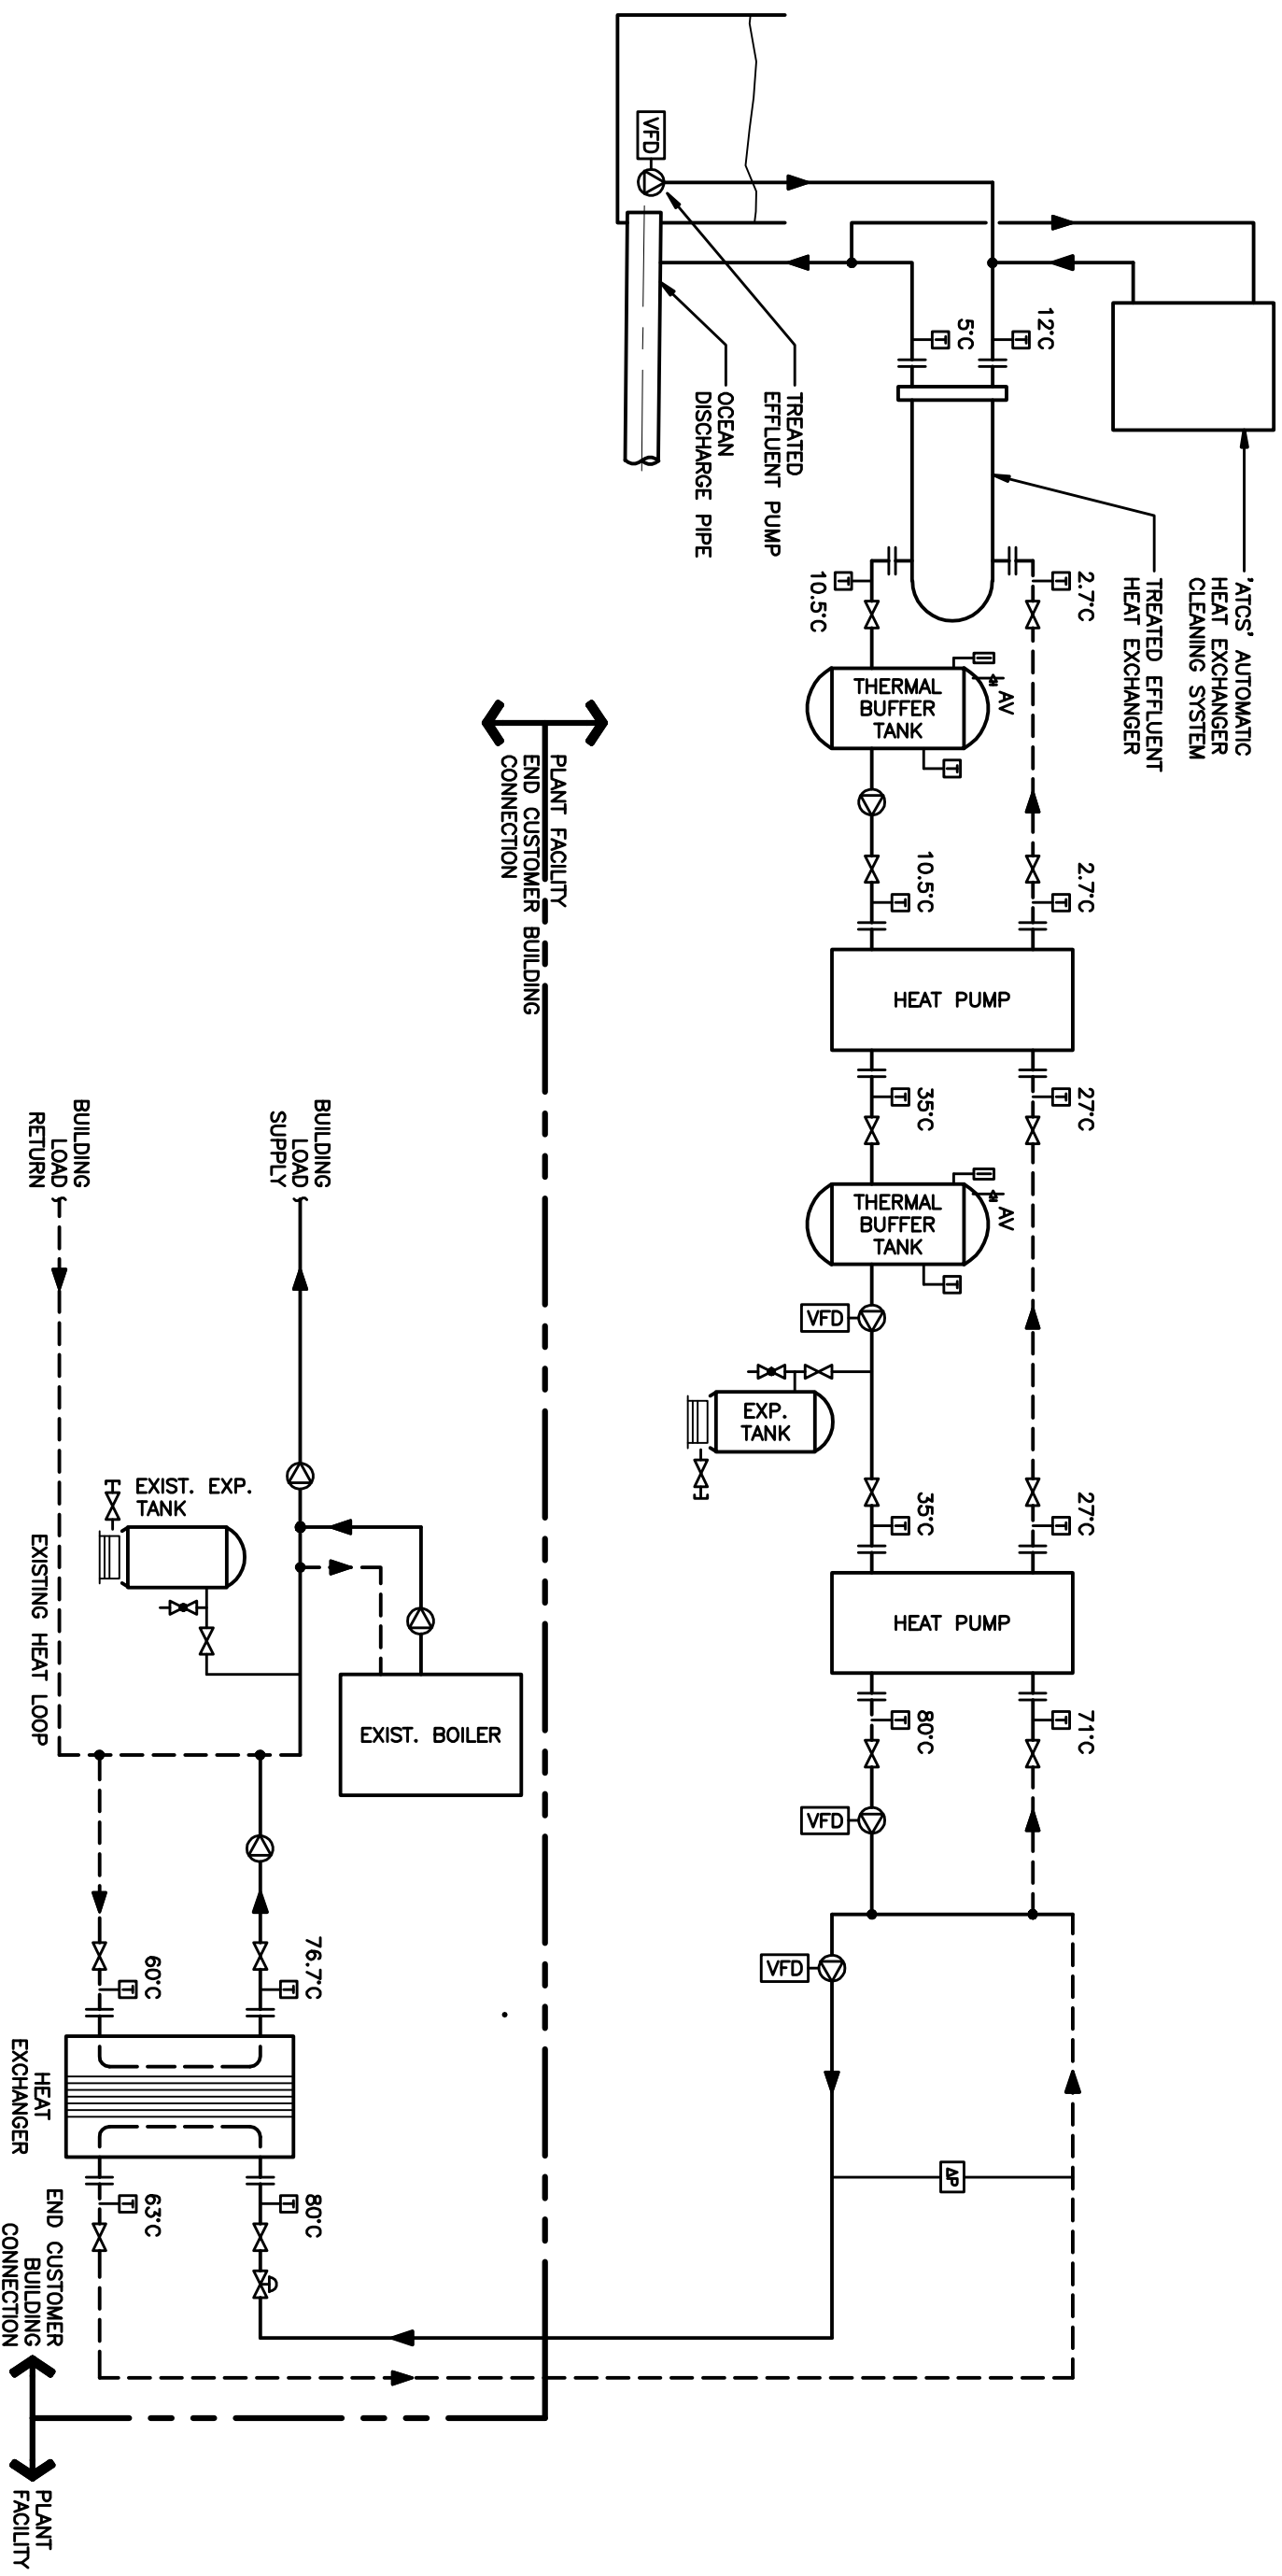 'ATCS' AUTOMATIC
HEAT EXCHANGER
CLEANING SYSTEM
TREATED EFFLUENT
HEAT EXCHANGER
12°C
5°C
VFD
TREATED
EFFLUENT PUMP
OCEAN
DISCHARGE PIPE
T
T
2.7°C
T
10.5°C
T
AV
THERMAL
BUFFER
TANK
T
2.7°C
T
10.5°C
T
HEAT PUMP
27°C
T
35°C
T
AV
THERMAL
BUFFER
TANK
T
VFD
EXP.
TANK
27°C
T
35°C
T
HEAT PUMP
71°C
T
80°C
T
VFD
VFD
ΔP
PLANT FACILITY
END CUSTOMER BUILDING
CONNECTION
BUILDING
LOAD
SUPPLY
BUILDING
LOAD
RETURN
EXIST. EXP.
TANK
EXISTING HEAT LOOP
EXIST. BOILER
76.7°C
T
60°C
T
HEAT
EXCHANGER
80°C
T
63°C
T
END CUSTOMER
BUILDING
CONNECTION
PLANT
FACILITY